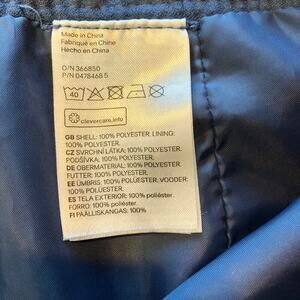 Made in China
Fabriqué en Chine
Hecho en China
O/N 366850
P/N 0478468 5
40
clevercare.info
GB SHELL: 100% POLYESTER. LINING:
100% POLYESTER.
CZ SVRCHNÍ LÁTKA: 100% POLYESTER.
PODŠÍVKA: 100% POLYESTER.
DE OBERMATERIAL: 100% POLYESTER.
FUTTER: 100% POLYESTER.
EE ÜMBRIS: 100% POLÜESTER. VOODER:
100% POLÜESTER.
ES TELA EXTERIOR: 100% poliéster.
FORRO: 100% poliéster.
FI PÄÄLLISKANGAS: 100%